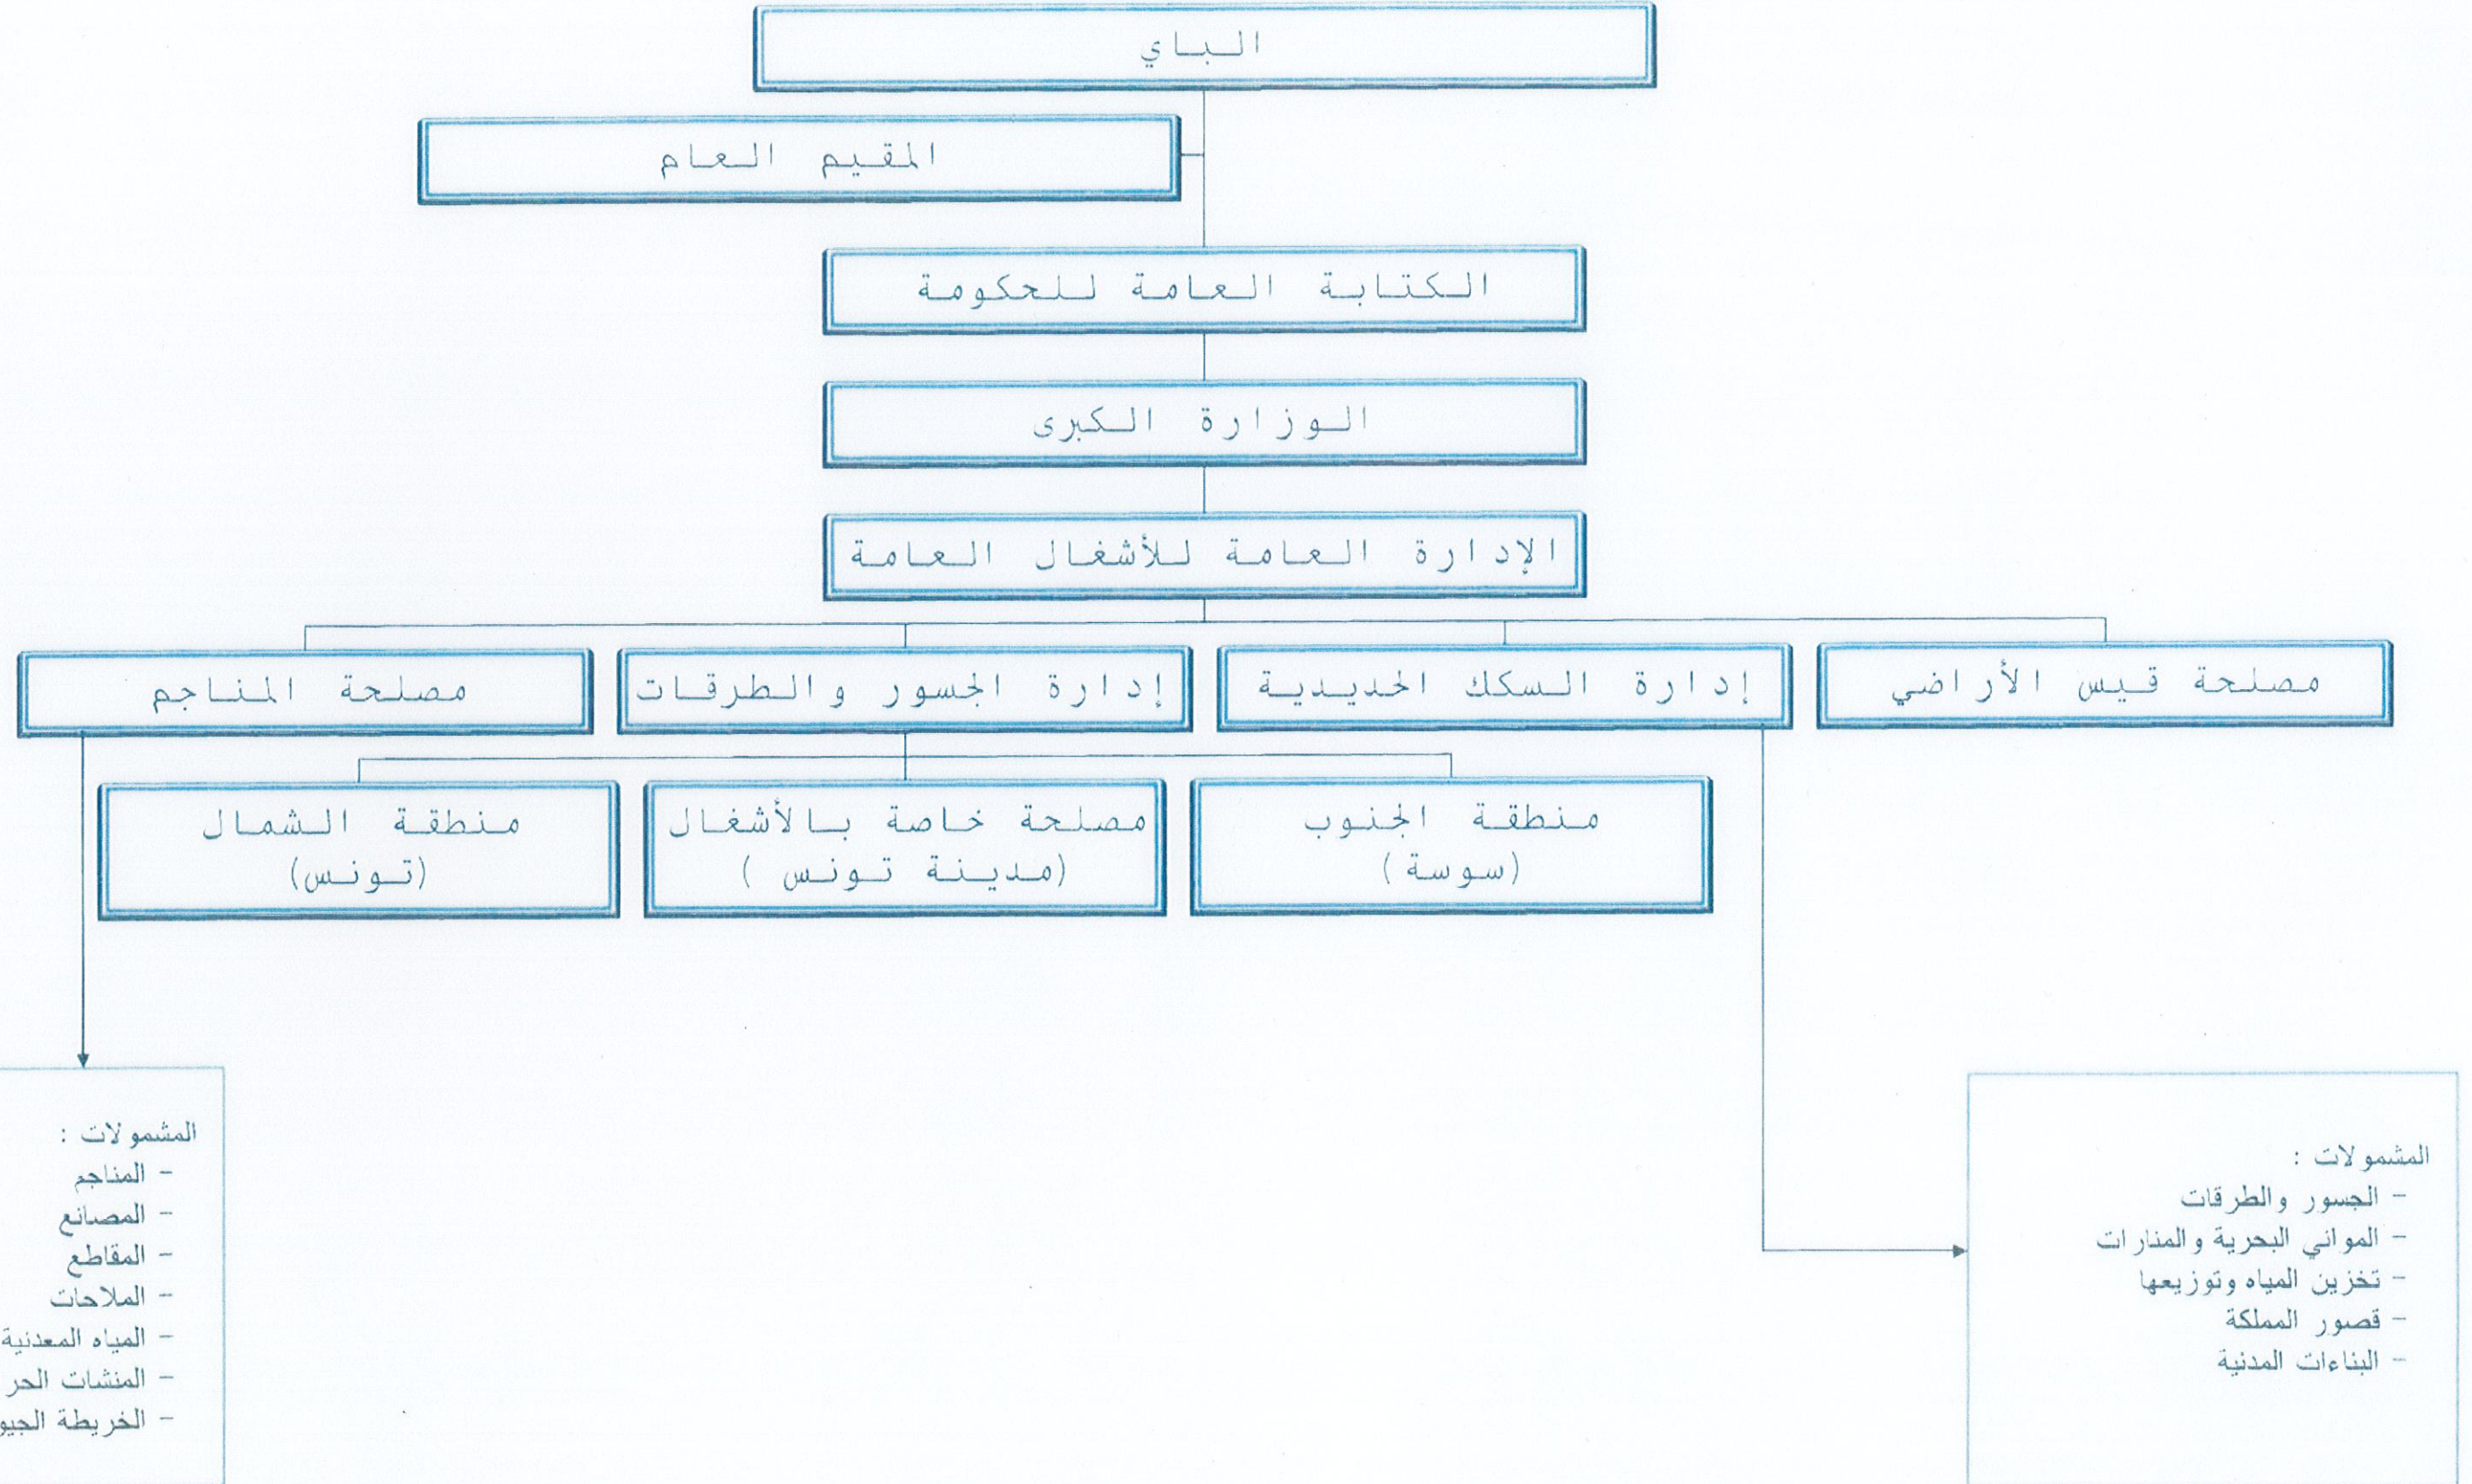 الباي
المقيم العام
الكتابة العامة للحكومة
الوزارة الكبرى
الإدارة العامة للأشغال العامة
مصلحة قيس الأراضي
إدارة السكك الحديدية
إدارة الجسور والطرقات
مصلحة المناجم
منطقة الجنوب
(سوسة)
مصلحة خاصة بالأشغال
(مدينة تونس )
منطقة الشمال
(تونس)
المشمولات :
- الجسور والطرقات
- المواني البحرية والمنارات
- تخزين المياه وتوزيعها
- قصور المملكة
- البناءات المدنية
المشمولات :
- المناجم
- المصانع
- المقاطع
- الملاحات
- المياه المعدنية
- المنشات
- الخريطة